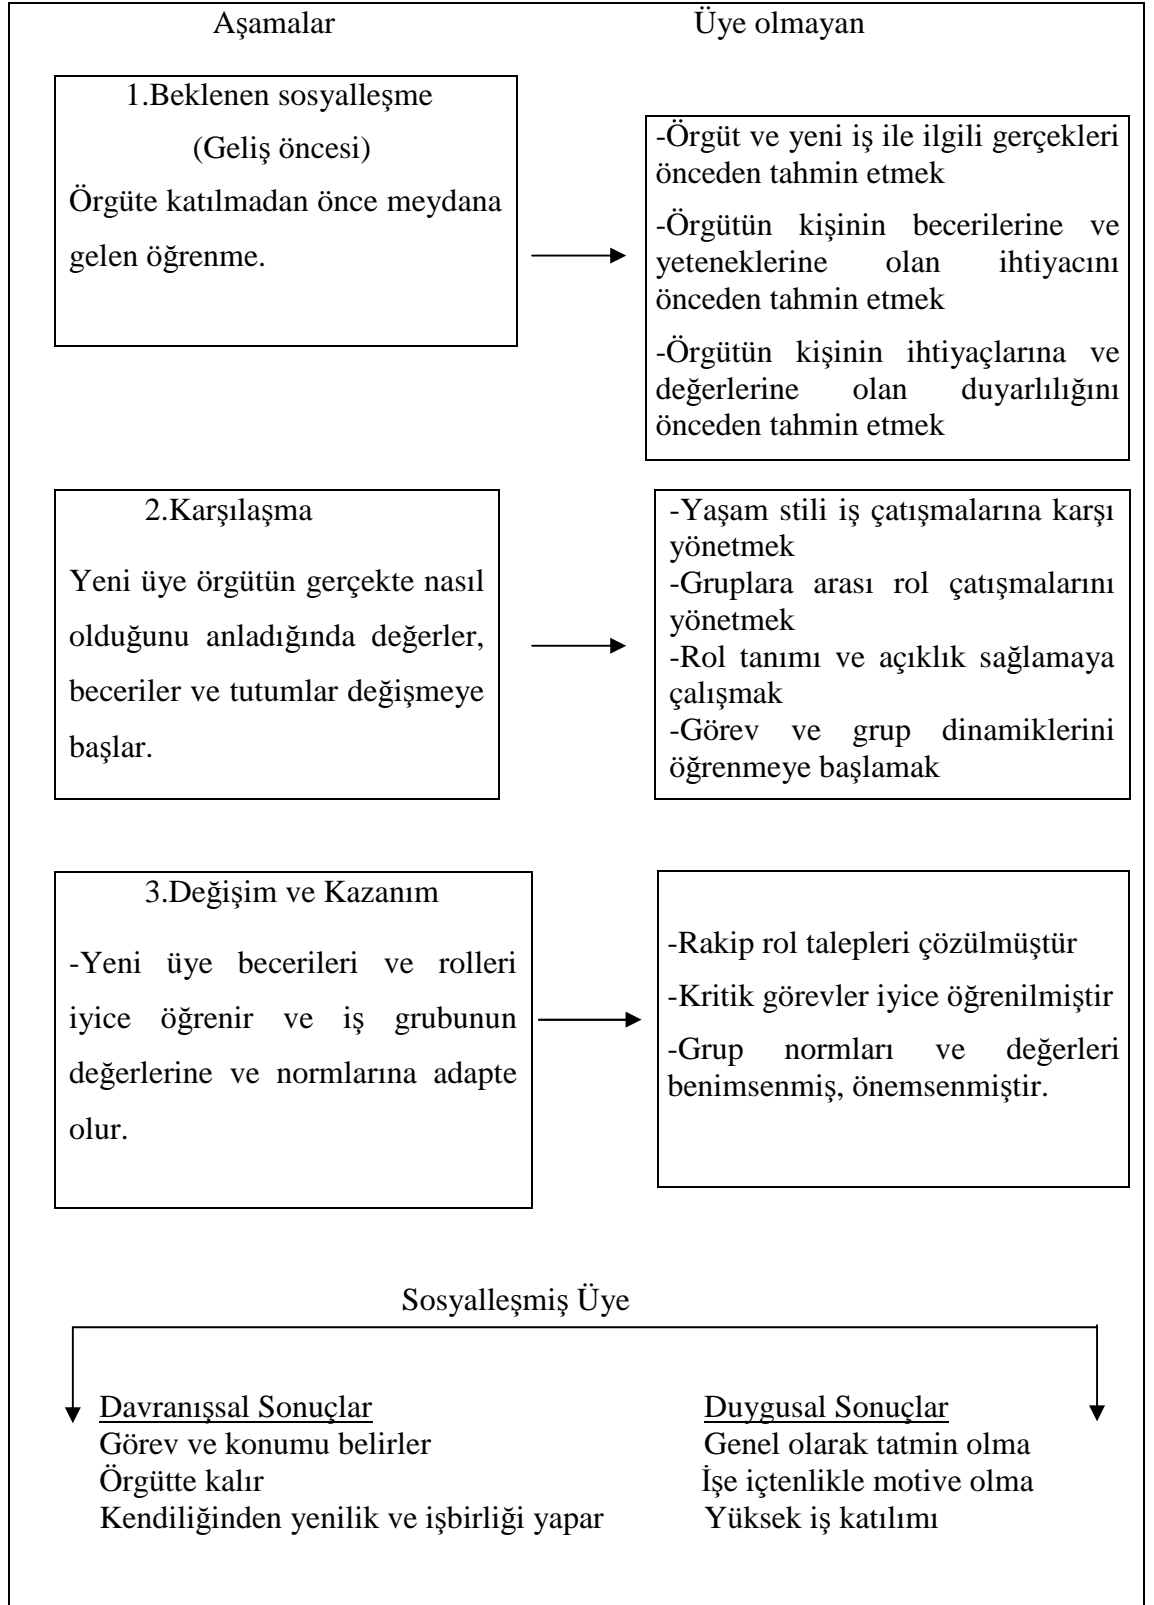 Aşamalar
Üye olmayan
1.Beklenen sosyalleşme
(Geliş öncesi)
Örgüte katılmadan önce meydana
gelen öğrenme.
-Örgüt ve yeni iş ile ilgili gerçekleri
önceden tahmin etmek
-Örgütün kişinin becerilerine ve
yeteneklerine olan ihtiyacını
önceden tahmin etmek
-Örgütün kişinin ihtiyaçlarına ve
değerlerine olan duyarlılığını
önceden tahmin etmek
2.Karşılaşma
Yeni üye örgütün gerçekte nasıl
olduğunu anladığında değerler,
beceriler ve tutumlar değişmeye
başlar.
-Yaşam stili iş çatışmalarına karşı
yönetmek
-Gruplara arası rol çatışmalarını
yönetmek
-Rol tanımı ve açıklık sağlamaya
çalışmak
-Görev ve grup dinamiklerini
öğrenmeye başlamak
3.Değişim ve Kazanım
-Yeni üye becerileri ve rolleri
iyice öğrenir ve iş grubunun
değerlerine ve normlarına adapte
olur.
-Rakip rol talepleri çözülmüştür
-Kritik görevler iyice öğrenilmiştir
-Grup normları ve değerleri
benimsenmiş, önemsenmiştir.
Sosyalleşmiş Üye
Davranışsal Sonuçlar
Görev ve konumu belirler
Örgütte kalır
Kendiliğinden yenilik ve işbirliği yapar
Duygusal Sonuçlar
Genel olarak tatmin olma
İşe içtenlikle motive olma
Yüksek iş katılımı